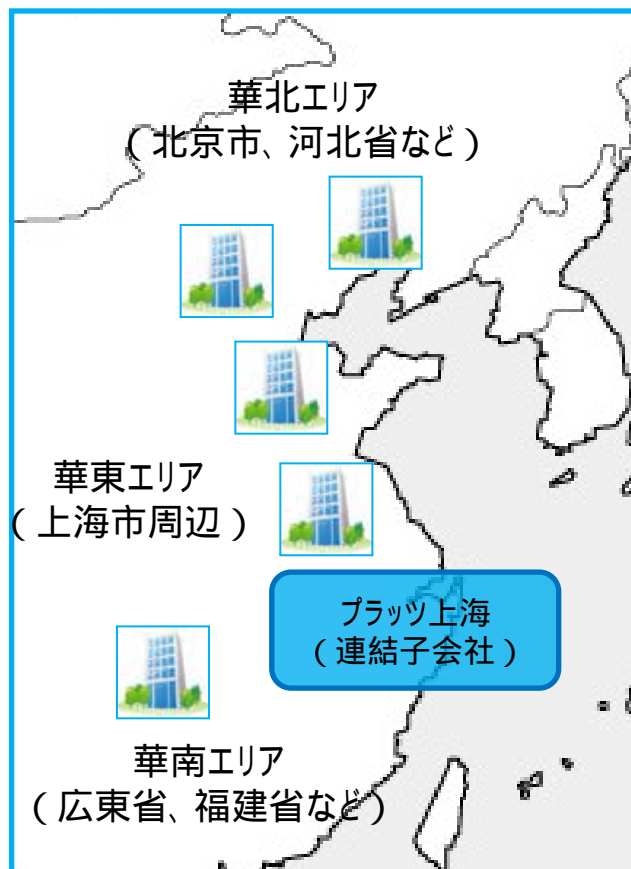 華北エリア
(北京市、河北省など)
華東エリア
(上海市周辺)
プラッツ上海
(連結子会社)
華南エリア
(広東省、福建省など)